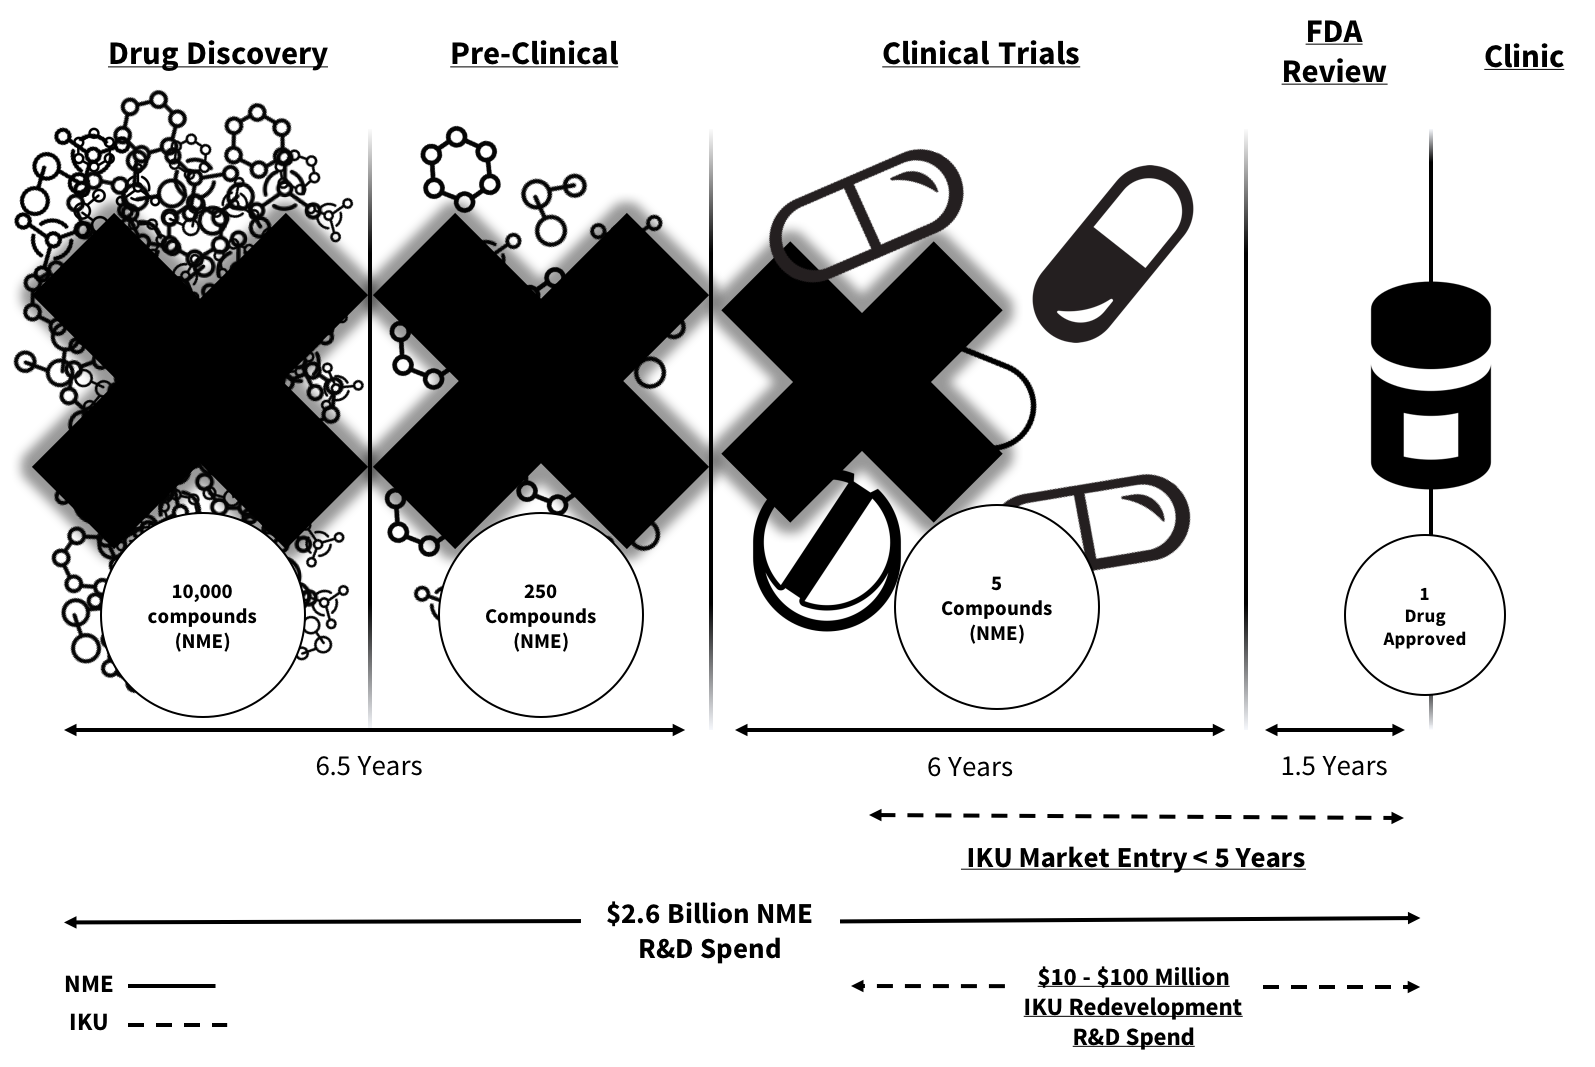 Drug Discovery
Pre-Clinical
Clinical Trials
FDA
Review
Clinic
10,000
compounds
(NME)
250
Compounds
(NME)
5
Compounds
(NME)
1
Drug
Approved
6.5 Years
6 Years
1.5 Years
IKU Market Entry < 5 Years
$2.6 Billion NME
R&D Spend
NME
IKU
$10 - $100 Million
IKU Redevelopment
R&D Spend